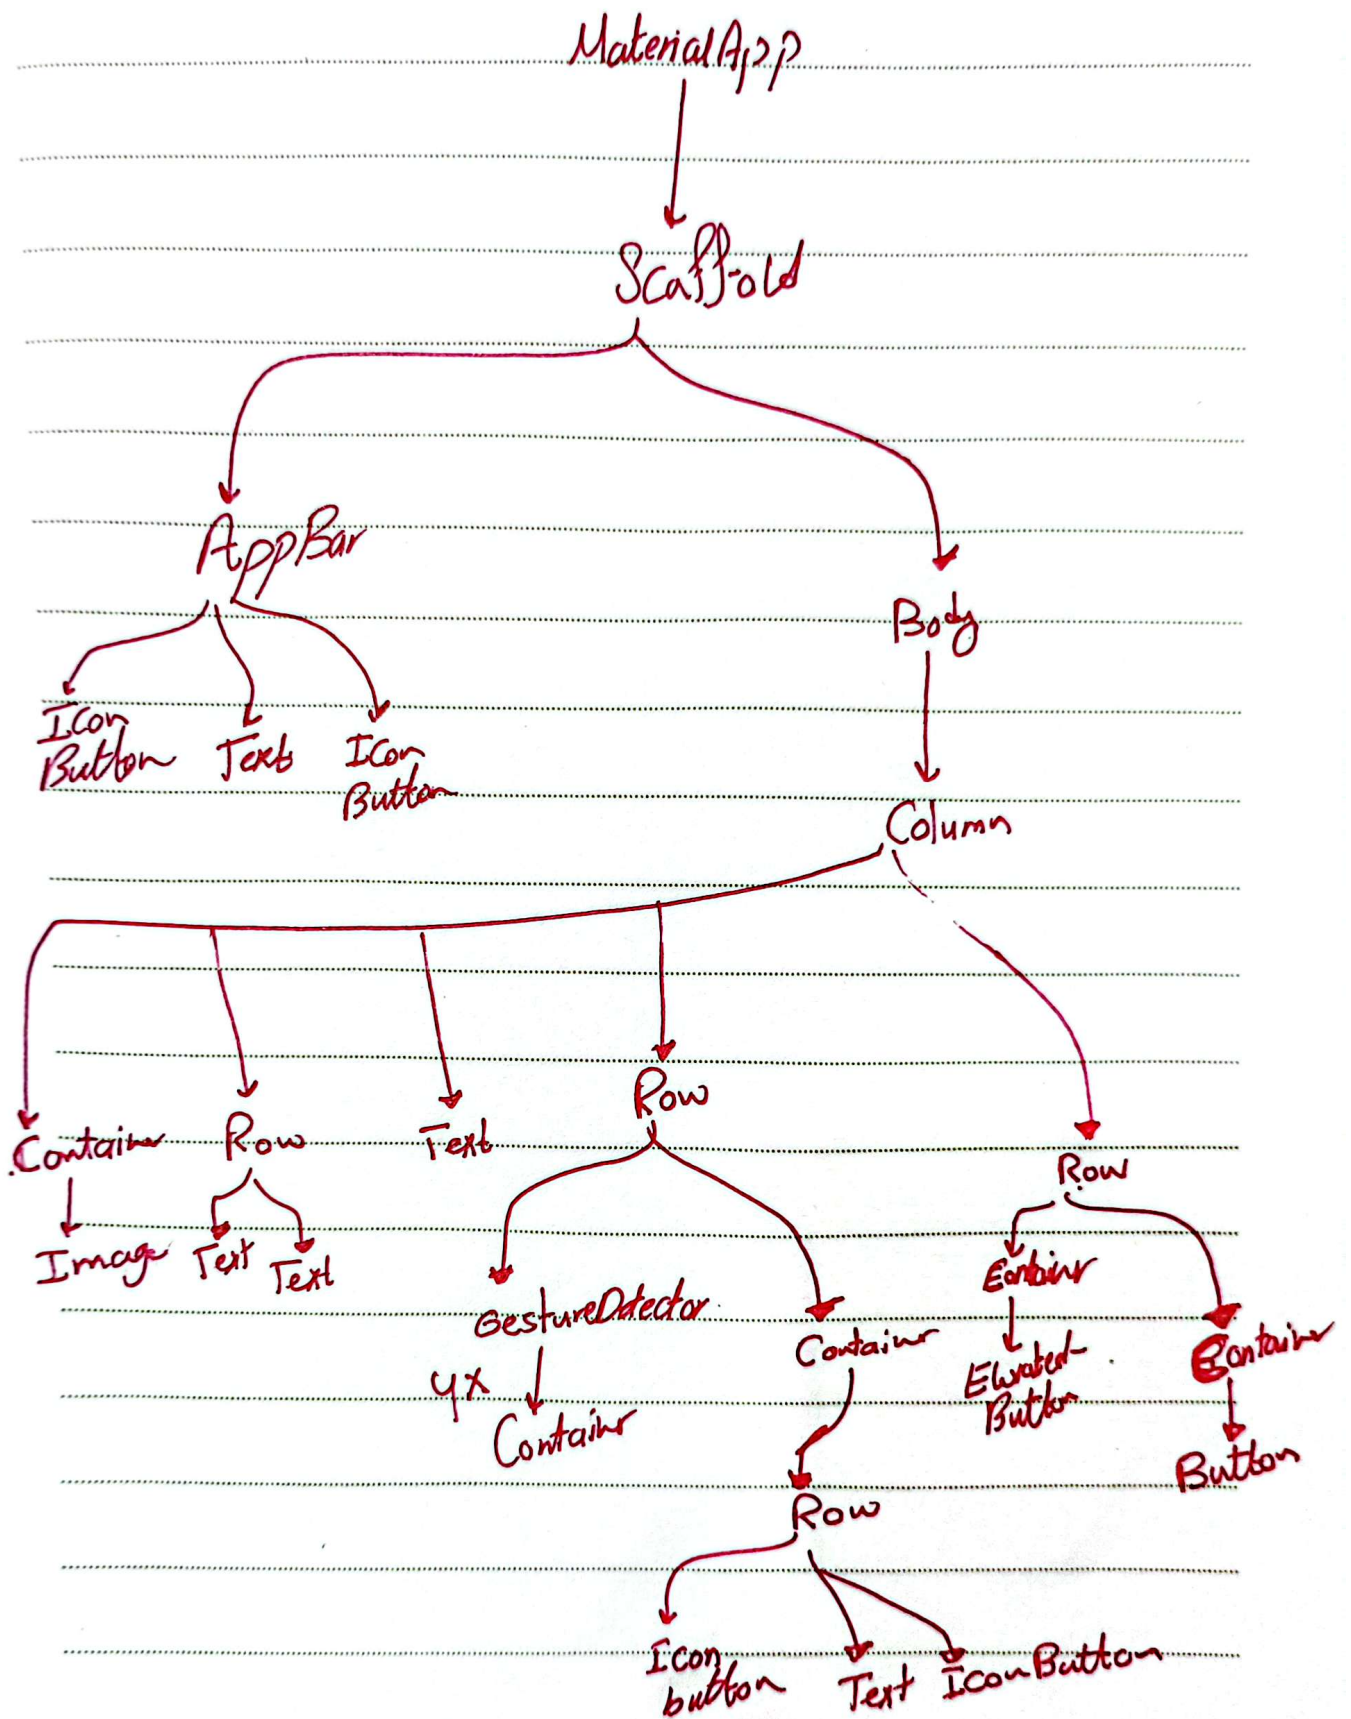 MaterialApp
Scaffold
AppBar
Body
Icon
Button
Text
Icon
Button
Column
Container
Row
Text
Row
Row
Image
Text
Text
GestureDetector
Container
Container
Container
4x
Container
Elevated-
Button
Button
Row
Icon
button
Text
IconButton